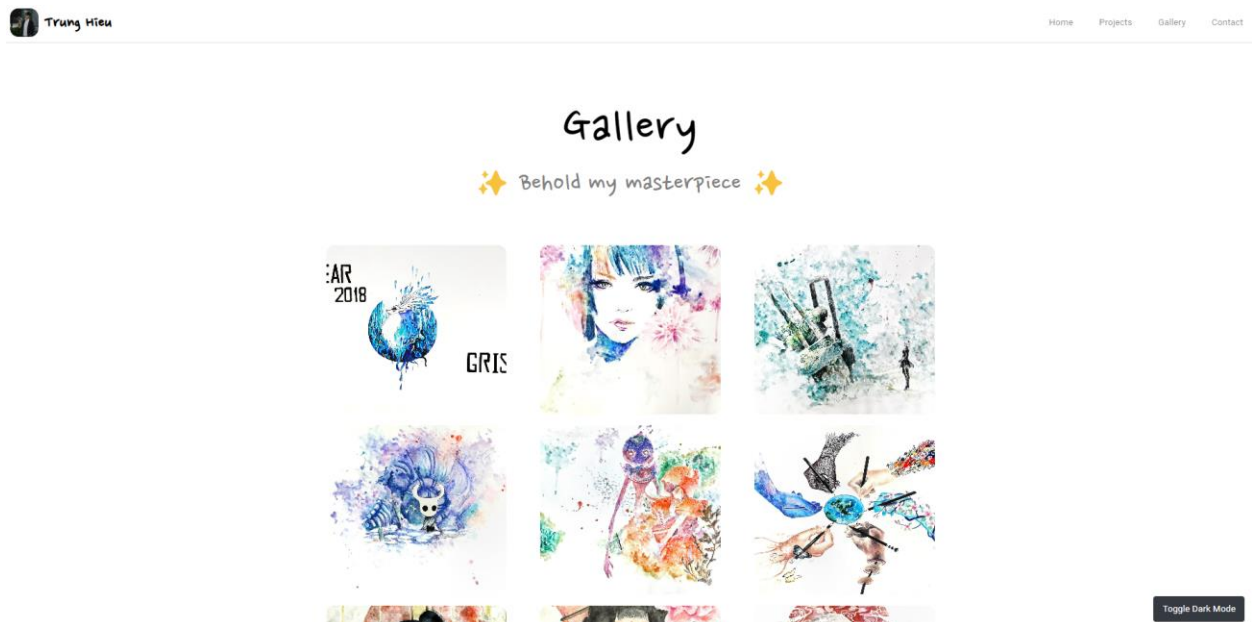 Trung Hieu
Home Projects Gallery Contact
Gallery
✨ Behold my masterpiece ✨
EAR
2018
GRIS
Toggle Dark Mode